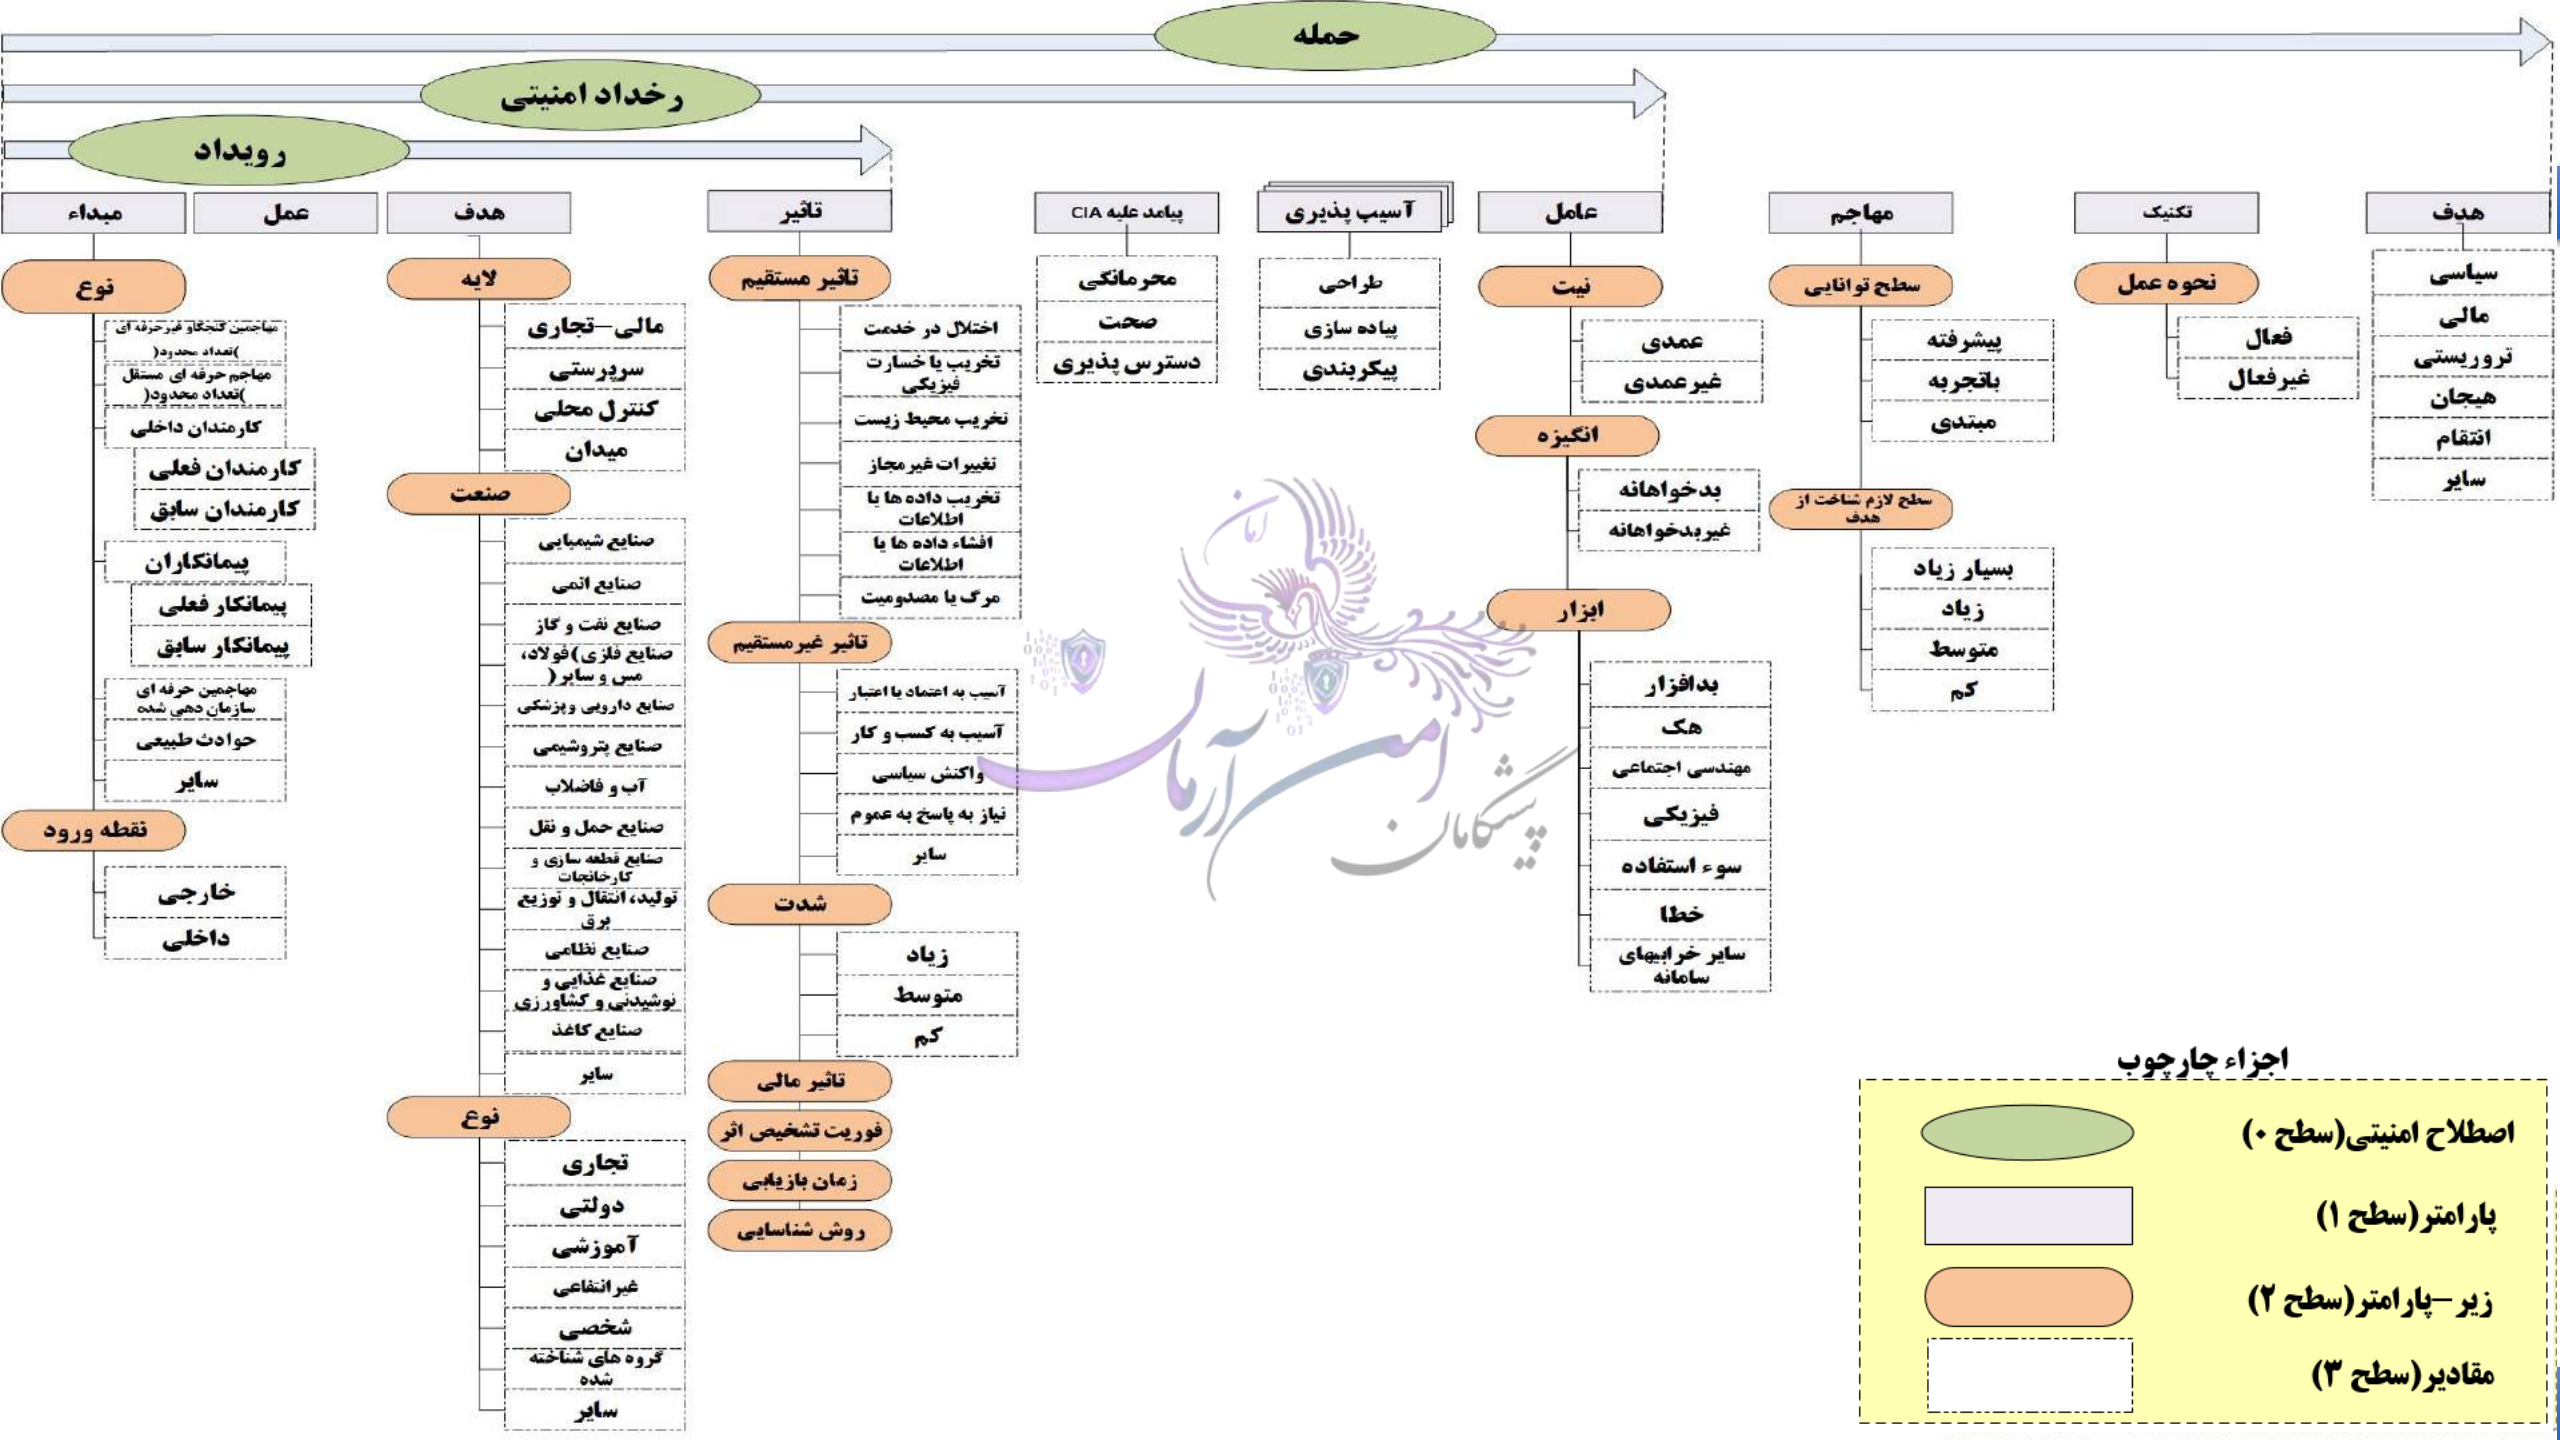 حمله
رخداد امنیتی
رویداد
مبداء
نوع
مهاجمین کنجکاو غیرحرفه ای
)تعداد محدود(
مهاجم حرفه ای مستقل
)تعداد محدود(
کارمندان داخلی
کارمندان فعلی
کارمندان سابق
پیمانکاران
پیمانکار فعلی
پیمانکار سابق
مهاجمین حرفه ای
سازمان دهی شده
حوادث طبیعی
سایر
نقطه ورود
خارجی
داخلی
عمل
هدف
لایه
مالی-تجاری
سرپرستی
کنترل محلی
میدان
صنعت
صنایع شیمیایی
صنایع اتمی
صنایع نفت و گاز
صنایع فلزی)فولاد،
مس و سایر(
صنایع دارویی وپزشکی
صنایع پتروشیمی
آب و فاضلاب
صنایع حمل و نقل
صنایع قطعه سازی و
کارخانجات
تولید، انتقال و توزیع
برق
صنایع نظامی
صنایع غذایی و
نوشیدنی و کشاورزی
صنایع کاغذ
سایر
نوع
تجاری
دولتی
آموزشی
غیرانتفاعی
شخصی
گروه های شناخته
شده
سایر
تاثیر
تاثیر مستقیم
اختلال در خدمت
تخریب یا خسارت
فیزیکی
تخریب محیط زیست
تغییرات غیرمجاز
تخریب داده ها یا
اطلاعات
افشاء داده ها یا
اطلاعات
مرگ یا مصدومیت
تاثیر غیرمستقیم
آسیب به اعتماد یا اعتبار
آسیب به کسب و کار
واکنش سیاسی
نیاز به پاسخ به عموم
سایر
شدت
زیاد
متوسط
کم
تاثیر مالی
فوریت تشخیص اثر
زمان بازیابی
روش شناسایی
پیامد علیه CIA
محرمانگی
صحت
دسترس پذیری
آسیب پذیری
طراحی
پیاده سازی
پیکربندی
عامل
نیت
عمدی
غیرعمدی
انگیزه
بدخواهانه
غیربدخواهانه
ابزار
بدافزار
هک
مهندسی اجتماعی
فیزیکی
سوء استفاده
خطا
سایر خرابیهای
سامانه
مهاجم
سطح توانایی
پیشرفته
باتجربه
مبتدی
سطح لازم شناخت از
هدف
بسیار زیاد
زیاد
متوسط
کم
تکنیک
نحوه عمل
فعال
غیرفعال
هدف
سیاسی
مالی
تروریستی
هیجان
انتقام
سایر
امان
پیشگامان امن آرمان
اجزاء چارچوب
اصطلاح امنیتی(سطح ۰)
پارامتر(سطح ۱)
زیر-پارامتر(سطح ۲)
مقادیر(سطح ۳)